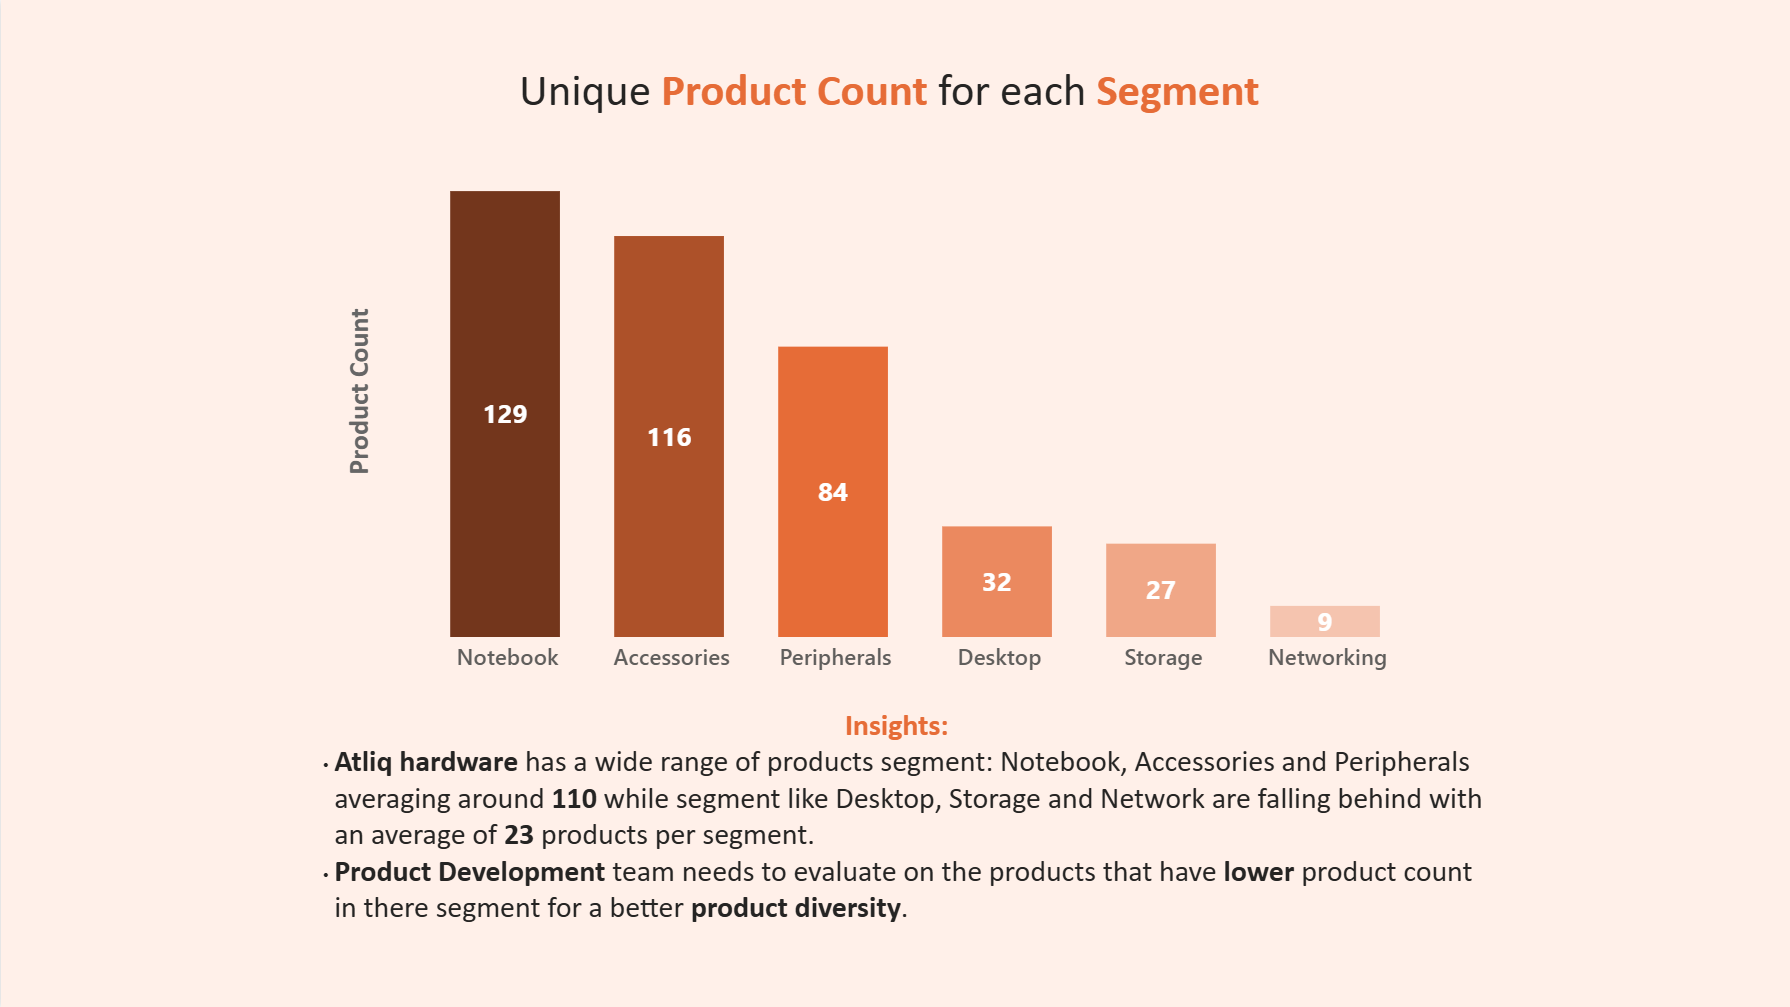 Unique Product Count for each Segment
Product Count
129
116
84
32
27
9
Notebook Accessories Peripherals Desktop Storage Networking
Insights:
· Atliq hardware has a wide range of products segment: Notebook, Accessories and Peripherals
averaging around 110 while segment like Desktop, Storage and Network are falling behind with
an average of 23 products per segment.
· Product Development team needs to evaluate on the products that have lower product count
in there segment for a better product diversity.